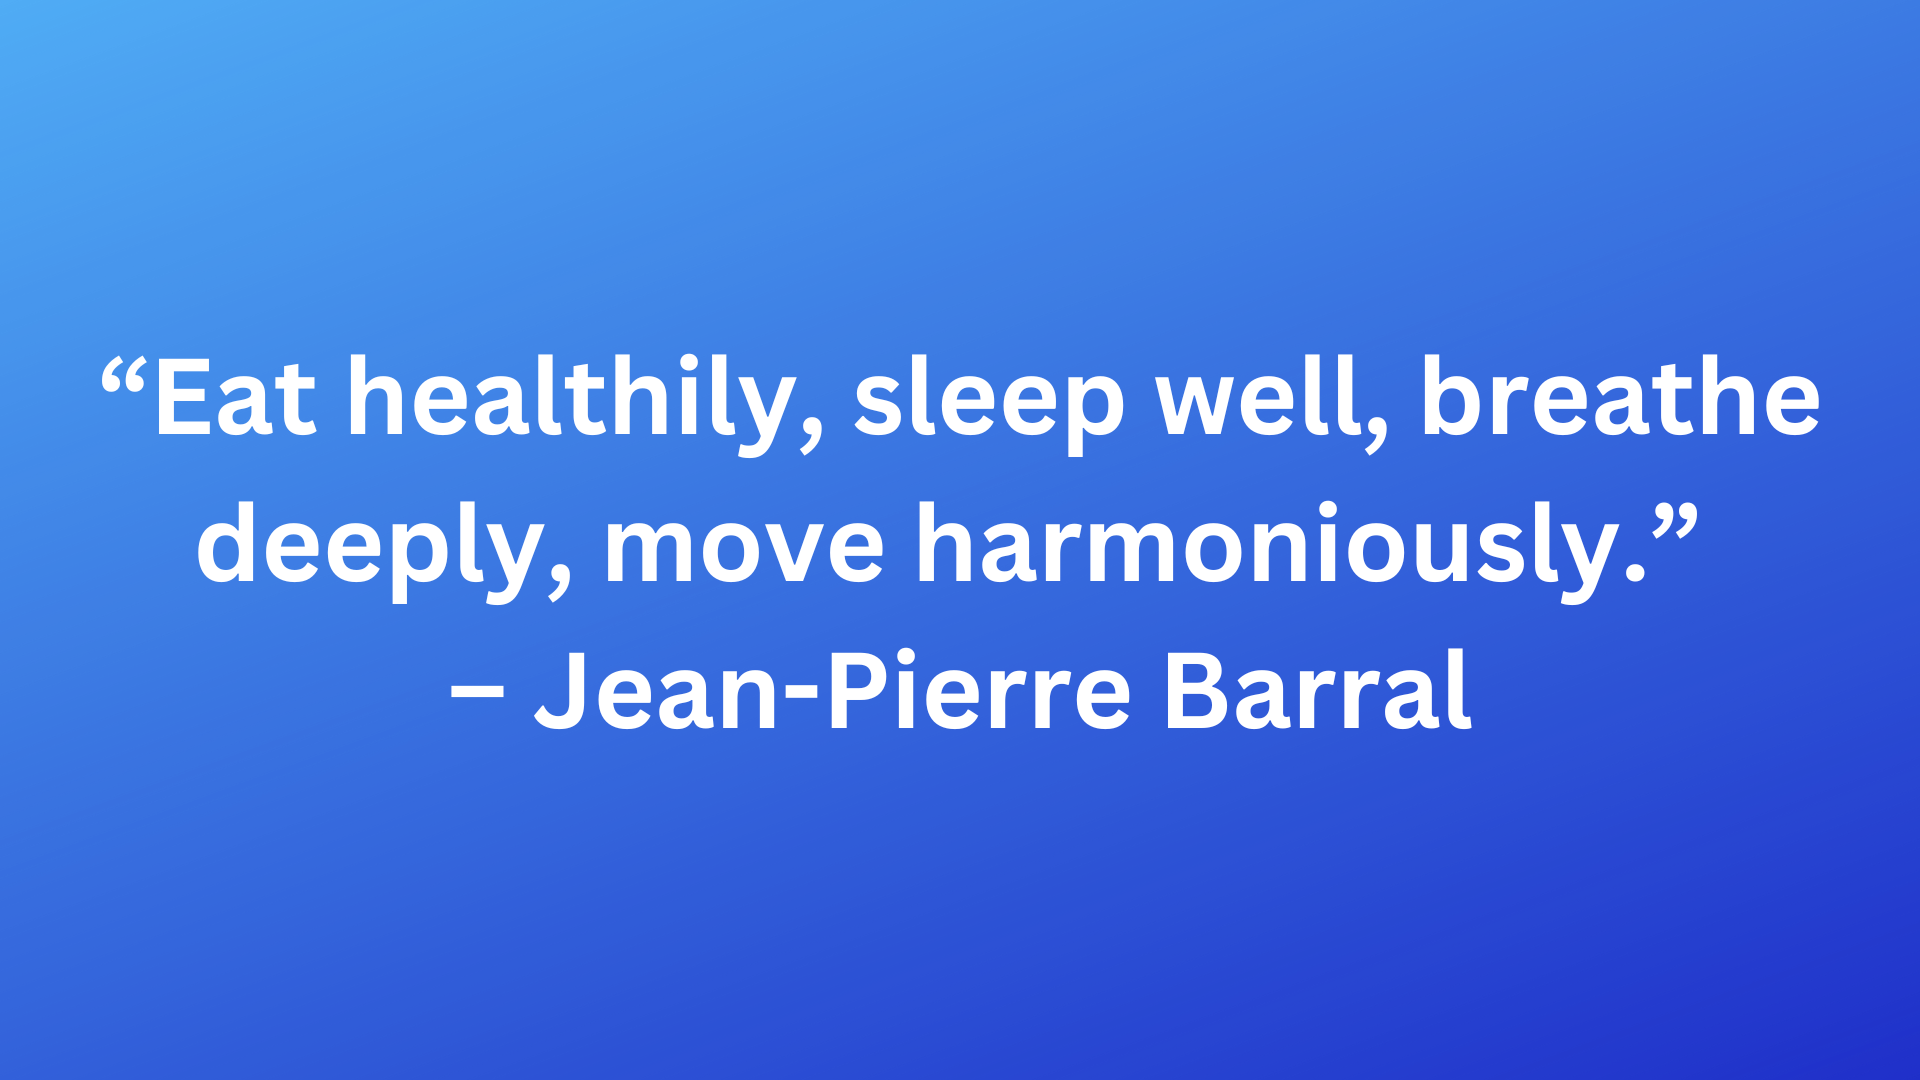 “Eat healthily, sleep well, breathe
deeply, move harmoniously.”
– Jean-Pierre Barral